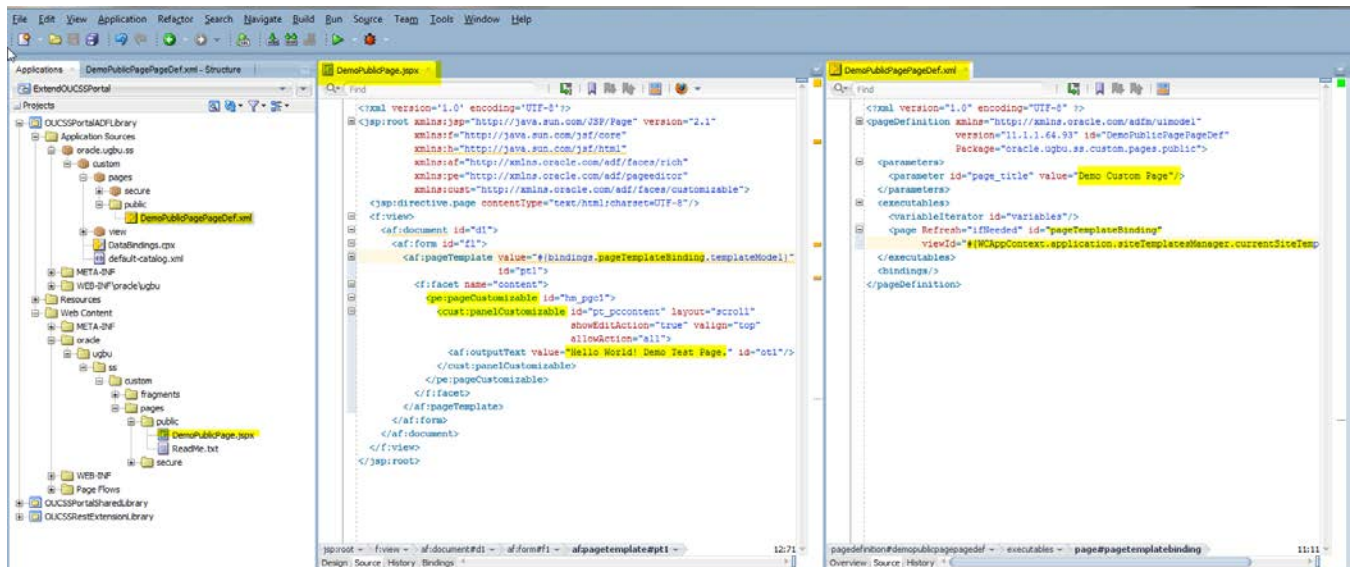 File Edit View Application Refactor Search Navigate Build Run Source Team Tools Window Help
Applications DemoPublicPagePageDef.xml - Structure
ExtendOUCSSPortal
Projects
OUCSSPortalADFLibrary
Application Sources
oracle.ugbu.ss
custom
pages
secure
public
DemoPublicPagePageDef.xml
view
DataBindings.cpx
default-catalog.xml
META-INF
WEB-INF\oracle\ugbu
Resources
Web Content
META-INF
oracle
ugbu
ss
custom
fragments
pages
public
DemoPublicPage.jspx
ReadMe.txt
secure
WEB-INF
Page Flows
OUCSSPortalSharedLibrary
OUCSSRestExtensionLibrary
DemoPublicPage.jspx
Find
<?xml version='1.0' encoding='UTF-8'?>
<jsp:root xmlns:jsp="http://java.sun.com/JSP/Page" version="2.1"
xmlns:f="http://java.sun.com/jsf/core"
xmlns:h="http://java.sun.com/jsf/html"
xmlns:af="http://xmlns.oracle.com/adf/faces/rich"
xmlns:pe="http://xmlns.oracle.com/adf/pageeditor"
xmlns:cust="http://xmlns.oracle.com/adf/faces/customizable">
<jsp:directive.page contentType="text/html;charset=UTF-8"/>
<f:view>
<af:document id="d1">
<af:form id="f1">
<af:pageTemplate value="#{bindings.pageTemplateBinding.templateModel}"
id="pt1">
<f:facet name="content">
<pe:pageCustomizable id="hm_pgc1">
<cust:panelCustomizable id="pt_pccontent" layout="scroll"
showEditAction="true" valign="top"
allowAction="all">
<af:outputText value="Hello World! Demo Test Page." id="ot1"/>
</cust:panelCustomizable>
</pe:pageCustomizable>
</f:facet>
</af:pageTemplate>
</af:form>
</af:document>
</f:view>
</jsp:root>
jsp:root f:view af:document#d1 af:form#f1 af:pagetemplate#pt1 12:71
Design Source History Bindings
DemoPublicPagePageDef.xml
Find
<?xml version="1.0" encoding="UTF-8" ?>
<pageDefinition xmlns="http://xmlns.oracle.com/adfm/uimodel"
version="11.1.1.64.93" id="DemoPublicPagePageDef"
Package="oracle.ugbu.ss.custom.pages.public">
<parameters>
<parameter id="page_title" value="Demo Custom Page"/>
</parameters>
<executables>
<variableIterator id="variables"/>
<page Refresh="ifNeeded" id="pageTemplateBinding"
viewId="#{WCAppContext.application.siteTemplatesManager.currentSiteTemp
</executables>
<bindings/>
</pageDefinition>
pagedefinition#demopublicpagepagedef executables page#pagetemplatebinding 11:11
Overview Source History